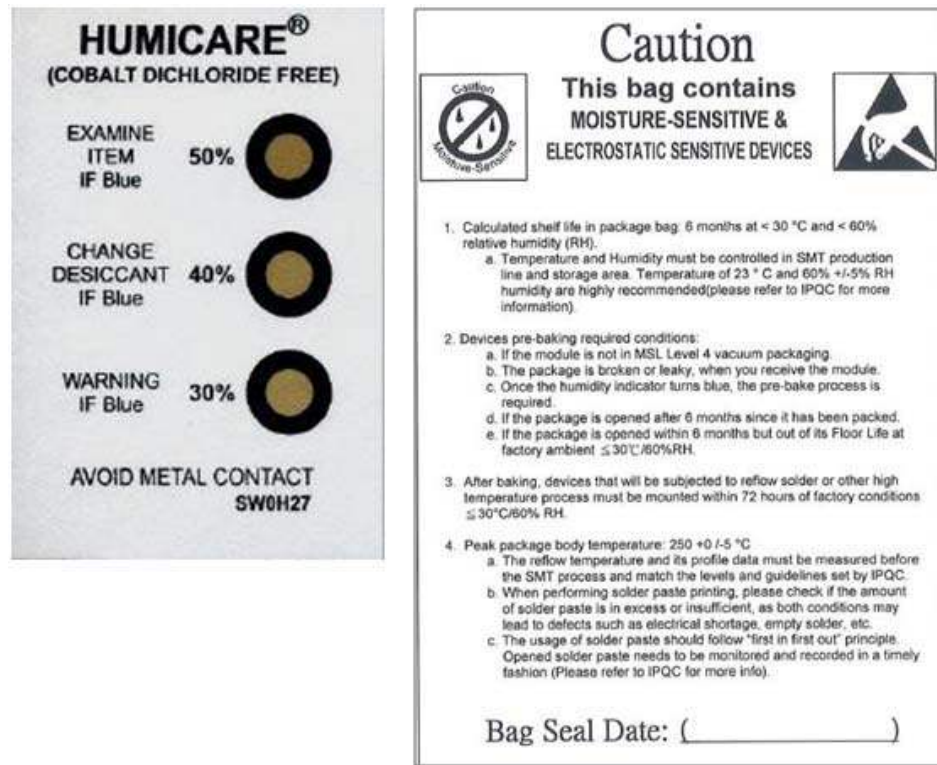 HUMICARE®
(COBALT DICHLORIDE FREE)
EXAMINE
ITEM
IF Blue
50%
CHANGE
DESICCANT
IF Blue
40%
WARNING
IF Blue
30%
AVOID METAL CONTACT
SW0H27
Caution
This bag contains
MOISTURE-SENSITIVE &
ELECTROSTATIC SENSITIVE DEVICES
Caution
Moisture-Sensitive
1. Calculated shelf life in package bag: 6 months at < 30 °C and < 60%
relative humidity (RH).
a. Temperature and Humidity must be controlled in SMT production
line and storage area. Temperature of 23 ° C and 60% +/-5% RH
humidity are highly recommended(please refer to IPQC for more
information).
2. Devices pre-baking required conditions:
a. If the module is not in MSL Level 4 vacuum packaging.
b. The package is broken or leaky, when you receive the module.
c. Once the humidity indicator turns blue, the pre-bake process is
required.
d. If the package is opened after 6 months since it has been packed.
e. If the package is opened within 6 months but out of its Floor Life at
factory ambient ≦30℃/60%RH.
3. After baking, devices that will be subjected to reflow solder or other high
temperature process must be mounted within 72 hours of factory conditions
≦30°C/60% RH.
4. Peak package body temperature: 250 +0 /-5 °C
a. The reflow temperature and its profile data must be measured before
the SMT process and match the levels and guidelines set by IPQC.
b. When performing solder paste printing, please check if the amount
of solder paste is in excess or insufficient, as both conditions may
lead to defects such as electrical shortage, empty solder, etc.
c. The usage of solder paste should follow "first in first out" principle.
Opened solder paste needs to be monitored and recorded in a timely
fashion (Please refer to IPQC for more info).
Bag Seal Date: (__________)